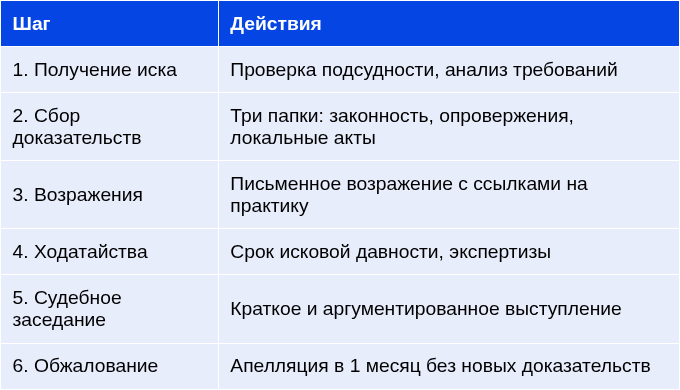 Шаг
Действия
1. Получение иска
Проверка подсудности, анализ требований
2. Сбор
доказательств
Три папки: законность, опровержения,
локальные акты
3. Возражения
Письменное возражение с ссылками на
практику
4. Ходатайства
Срок исковой давности, экспертизы
5. Судебное
заседание
Краткое и аргументированное выступление
6. Обжалование
Апелляция в 1 месяц без новых доказательств